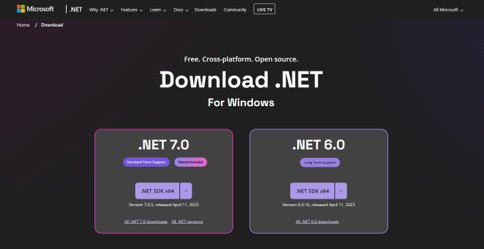 Microsoft | .NET Why .NET Features Learn Docs Downloads Community LIVE TV All Microsoft
Home / Download
Free. Cross-platform. Open source.
Download .NET
For Windows
.NET 7.0
Standard Term Support Recommended
.NET SDK x64
Version 7.0.5, released April 11, 2023
All .NET 7.0 downloads All .NET versions
.NET 6.0
Long Term Support
.NET SDK x64
Version 6.0.16, released April 11, 2023
All .NET 6.0 downloads